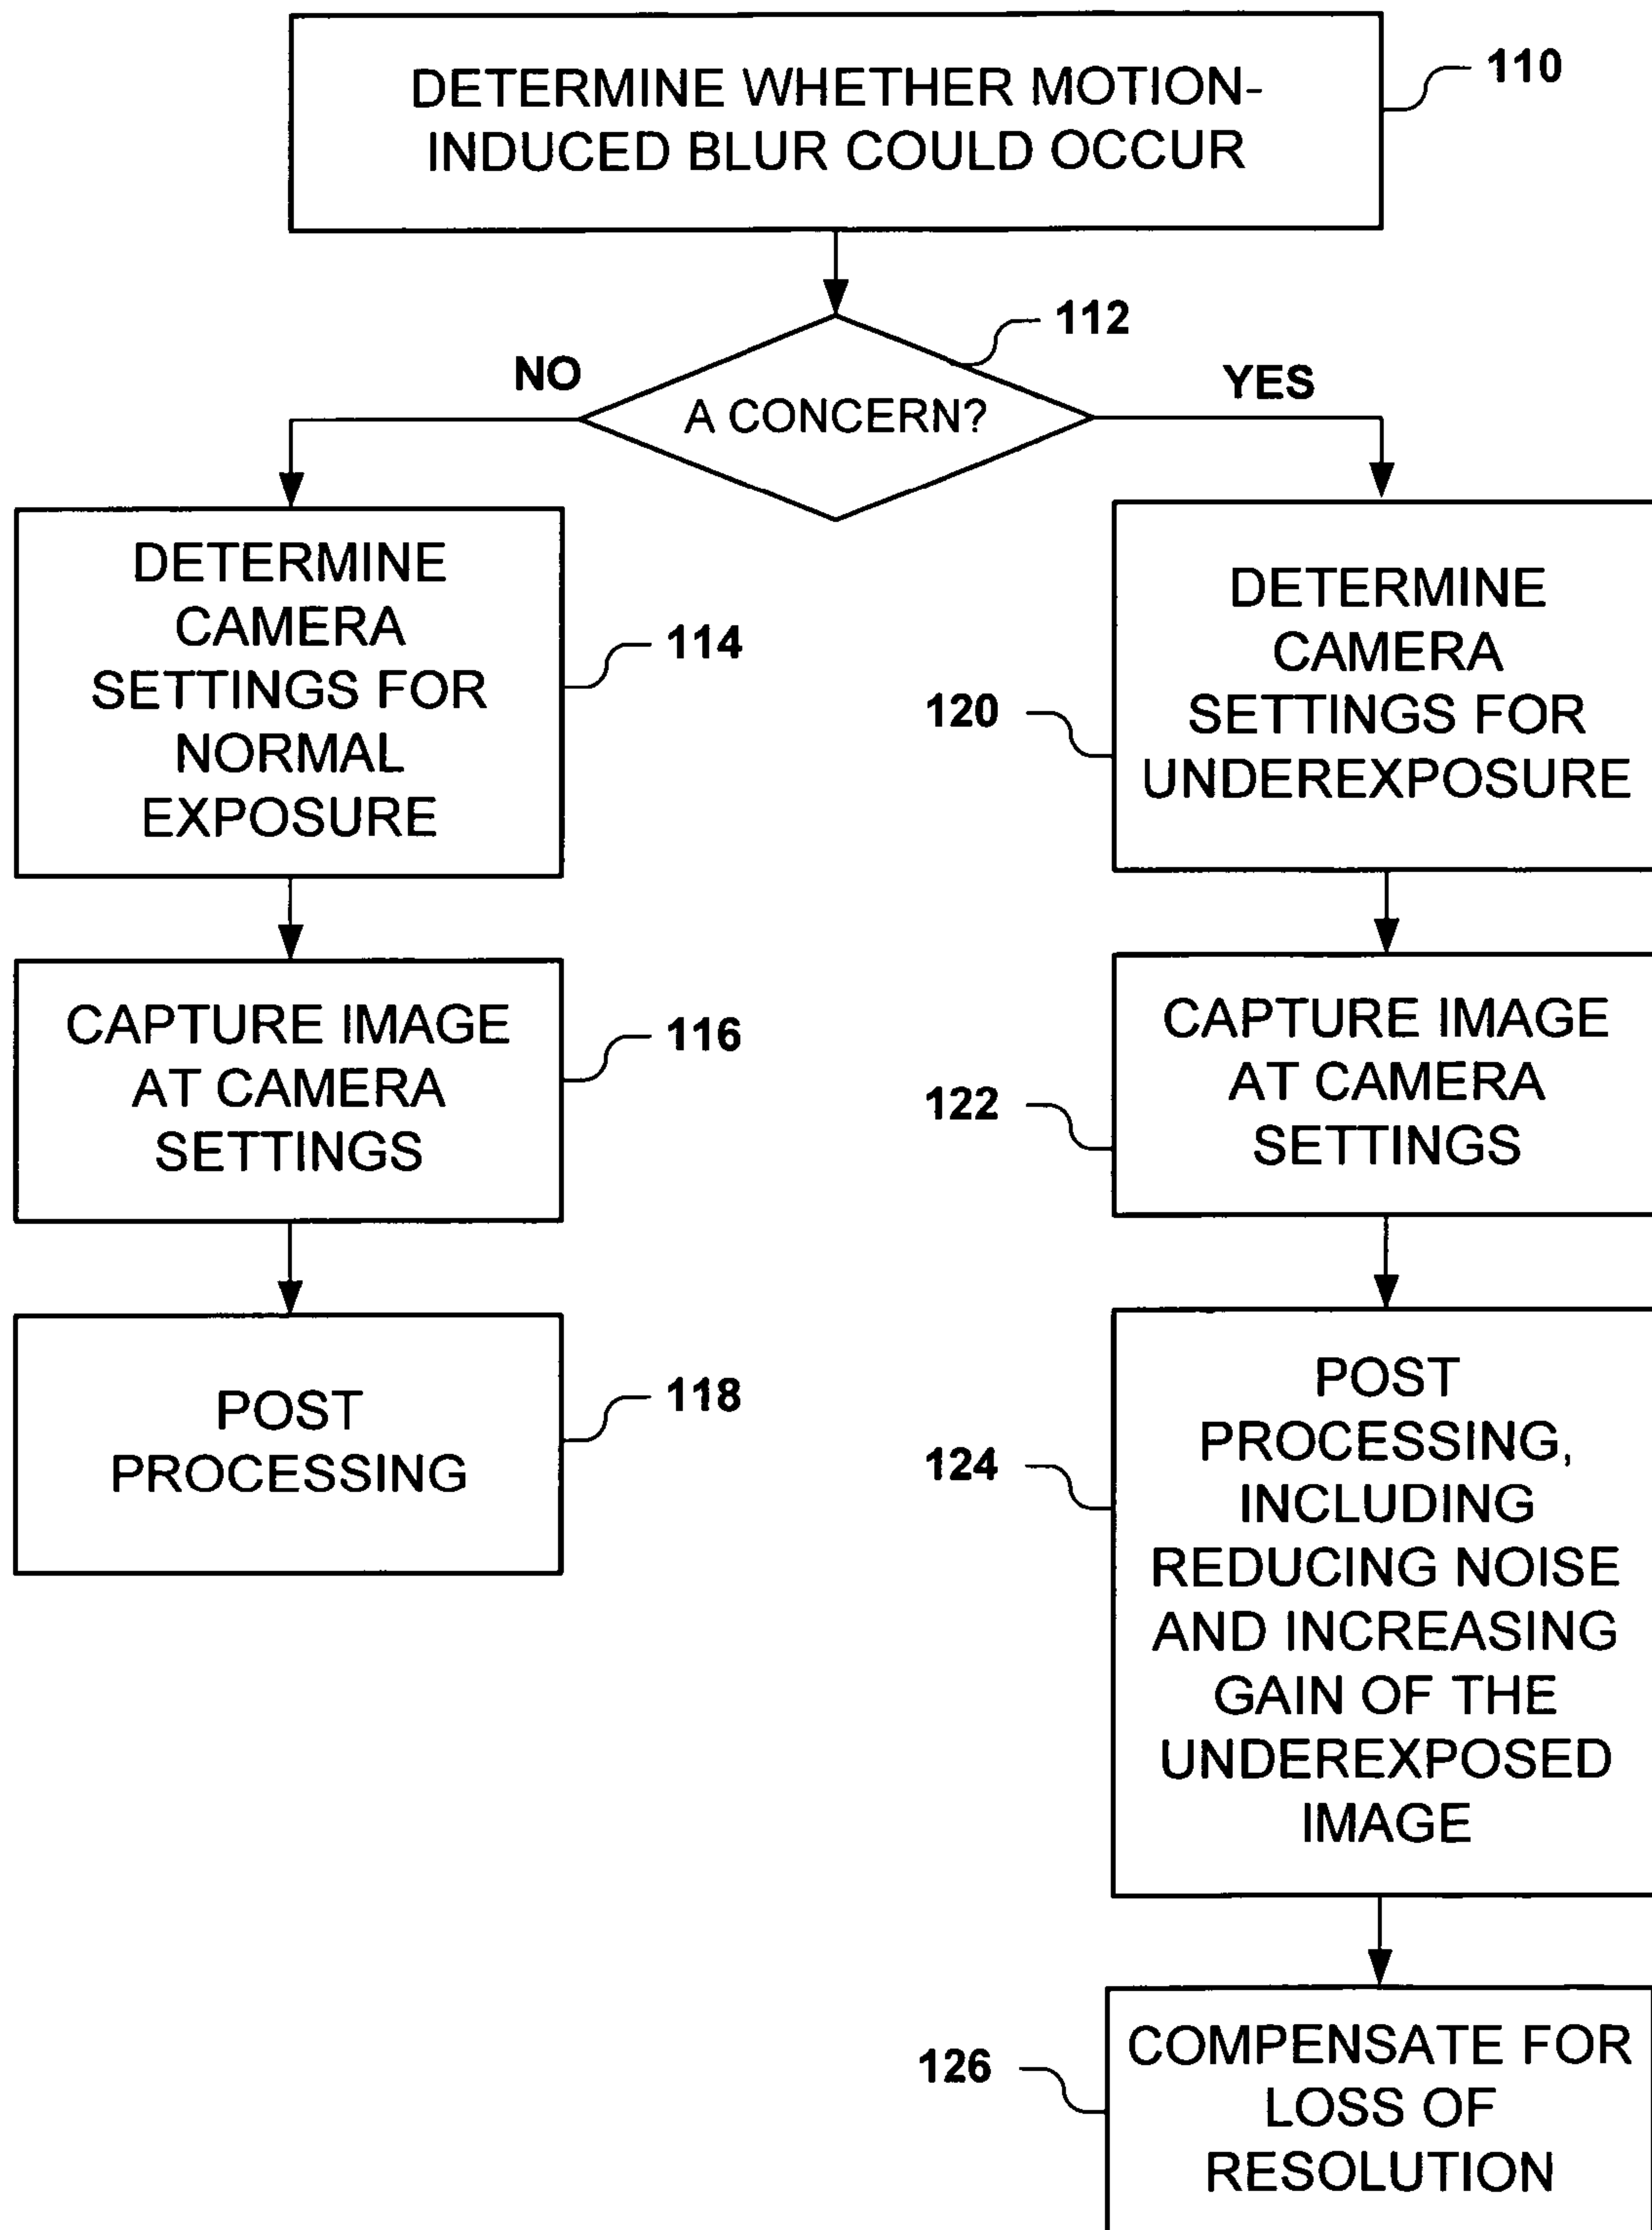 DETERMINE WHETHER MOTION-
INDUCED BLUR COULD OCCUR
110
112
NO
A CONCERN?
YES
DETERMINE
CAMERA
SETTINGS FOR
NORMAL
EXPOSURE
114
120
DETERMINE
CAMERA
SETTINGS FOR
UNDEREXPOSURE
CAPTURE IMAGE
AT CAMERA
SETTINGS
116
122
CAPTURE IMAGE
AT CAMERA
SETTINGS
POST
PROCESSING
118
124
POST
PROCESSING,
INCLUDING
REDUCING NOISE
AND INCREASING
GAIN OF THE
UNDEREXPOSED
IMAGE
126
COMPENSATE FOR
LOSS OF
RESOLUTION